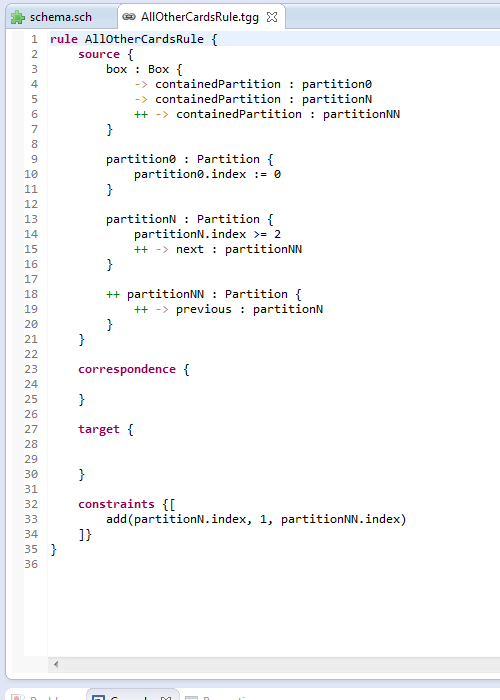 schema.sch AllOtherCardsRule.tgg
1 rule AllOtherCardsRule {
2 source {
3 box : Box {
4 -> containedPartition : partition0
5 -> containedPartition : partitionN
6 ++ -> containedPartition : partitionNN
7 }
8
9 partition0 : Partition {
10 partition0.index := 0
11 }
12
13 partitionN : Partition {
14 partitionN.index >= 2
15 ++ -> next : partitionNN
16 }
17
18 ++ partitionNN : Partition {
19 ++ -> previous : partitionN
20 }
21 }
22
23 correspondence {
24
25 }
26
27 target {
28
29
30 }
31
32 constraints {[
33 add(partitionN.index, 1, partitionNN.index)
34 ]}
35 }
36